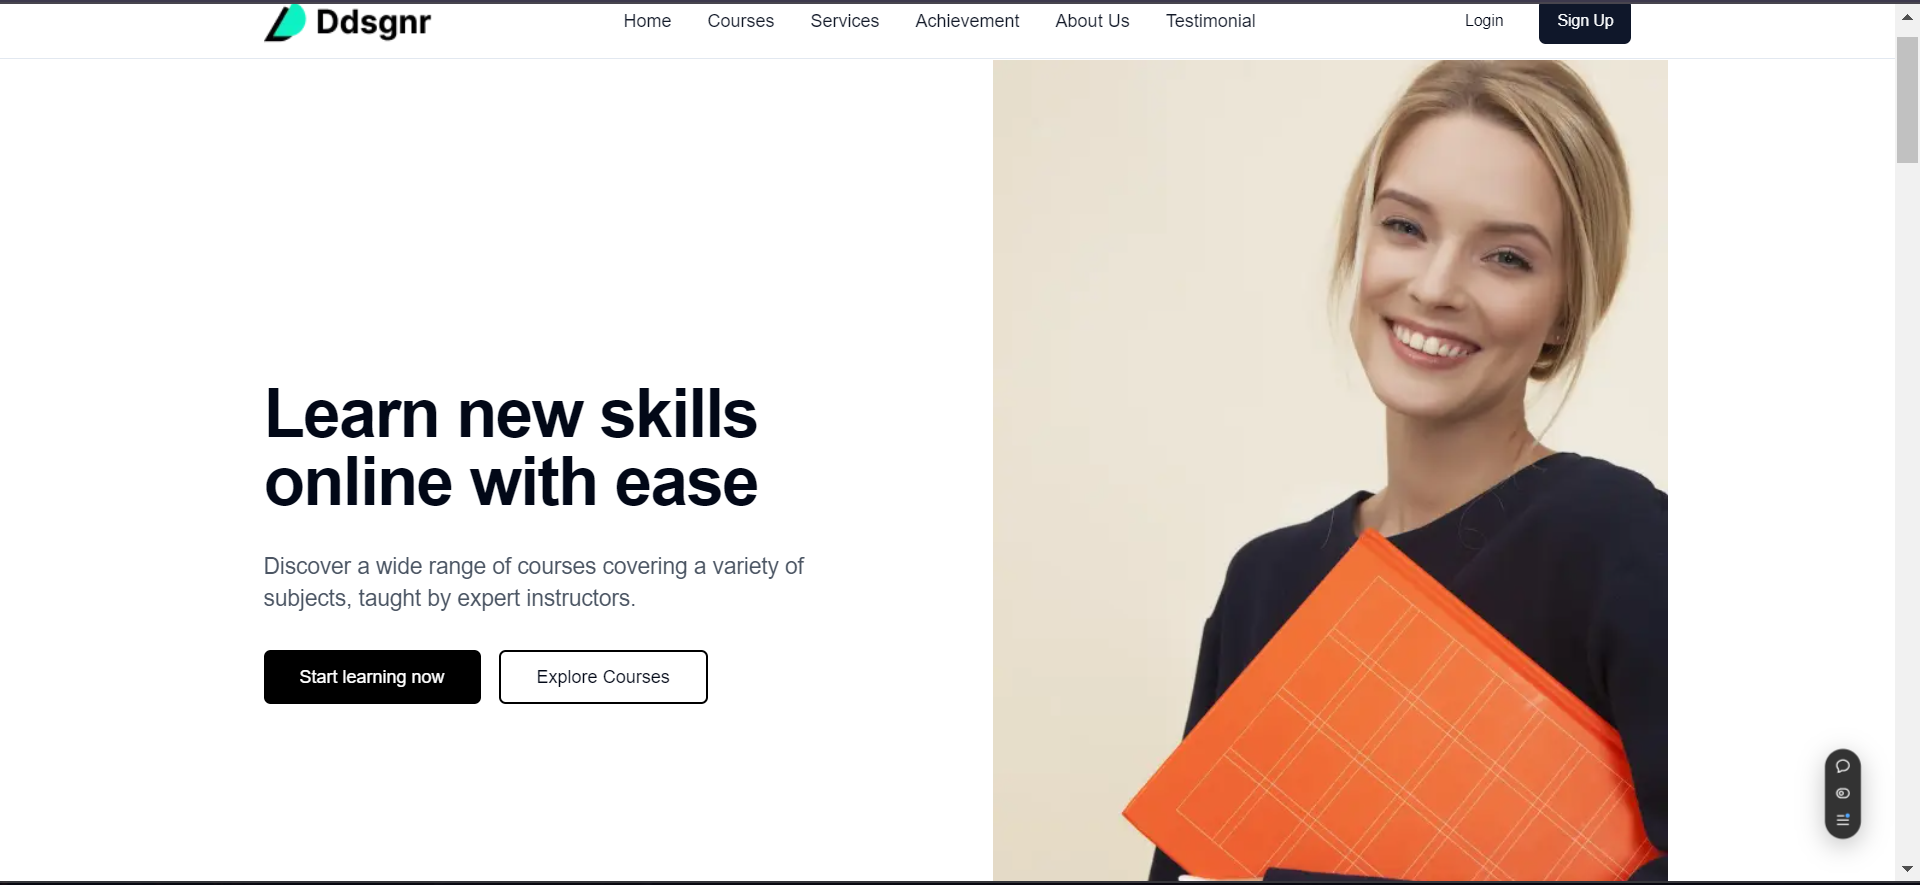 Ddsgnr
Home Courses Services Achievement About Us Testimonial Login Sign Up
Learn new skills
online with ease
Discover a wide range of courses covering a variety of
subjects, taught by expert instructors.
Start learning now Explore Courses